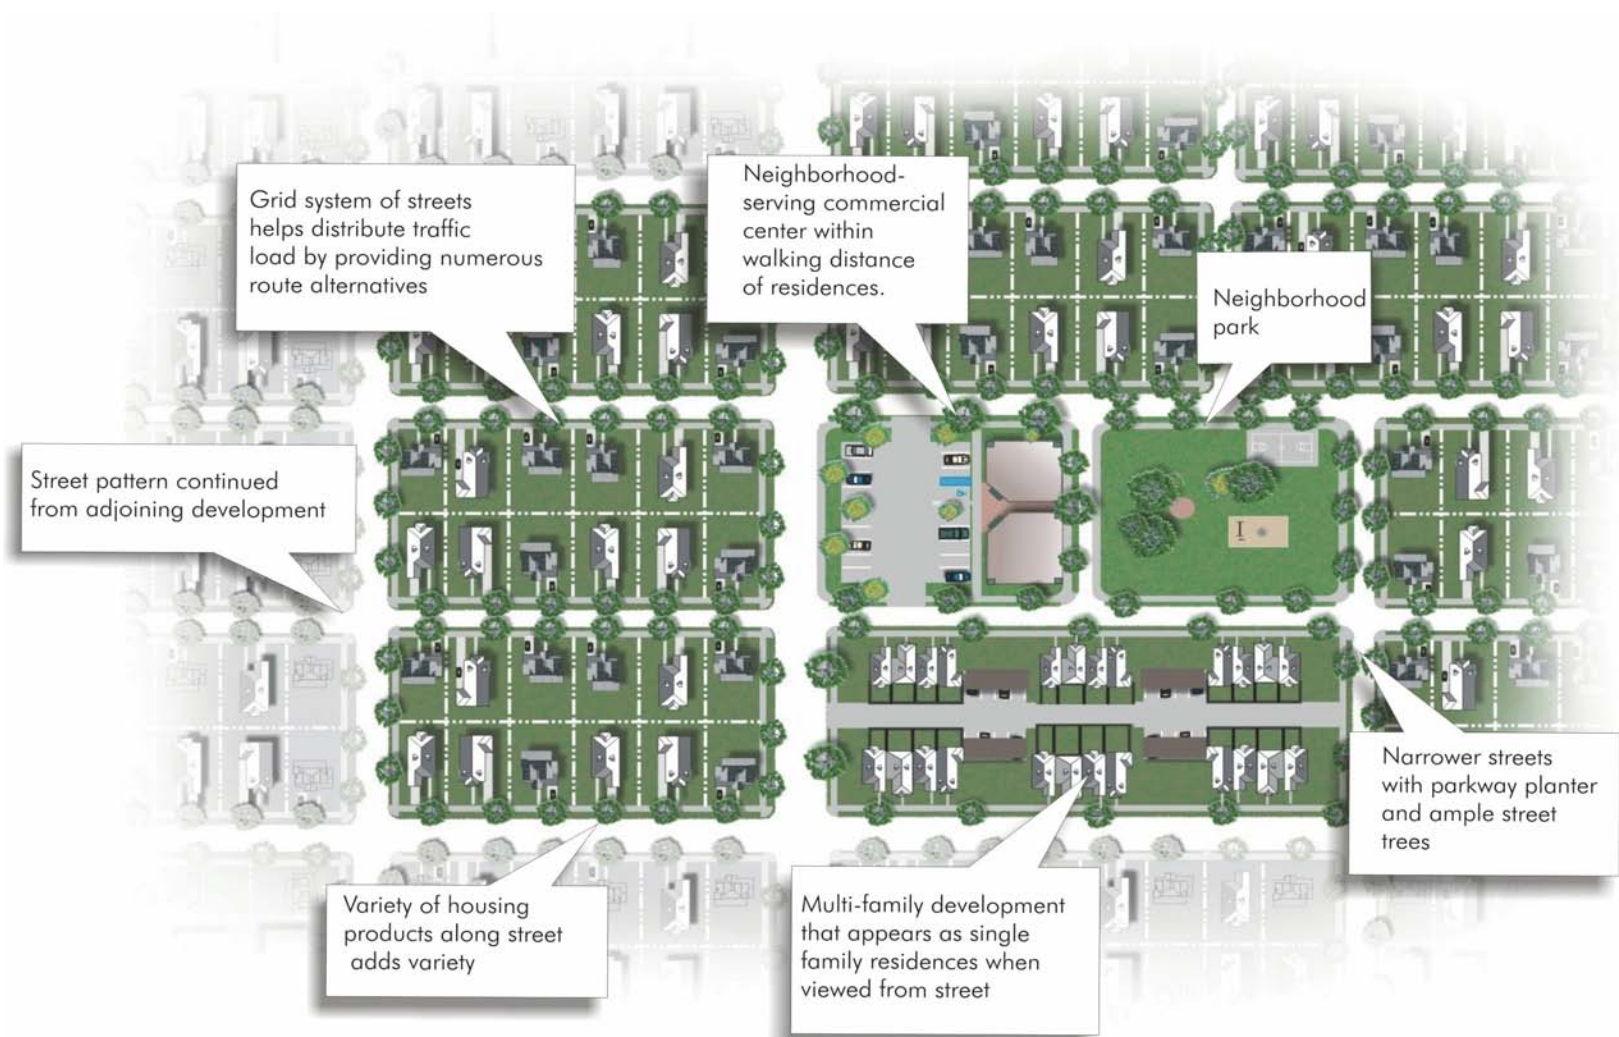 Grid system of streets
helps distribute traffic
load by providing numerous
route alternatives
Neighborhood-
serving commercial
center within
walking distance
of residences.
Neighborhood
park
Street pattern continued
from adjoining development
Narrower streets
with parkway planter
and ample street
trees
Variety of housing
products along street
adds variety
Multi-family development
that appears as single
family residences when
viewed from street